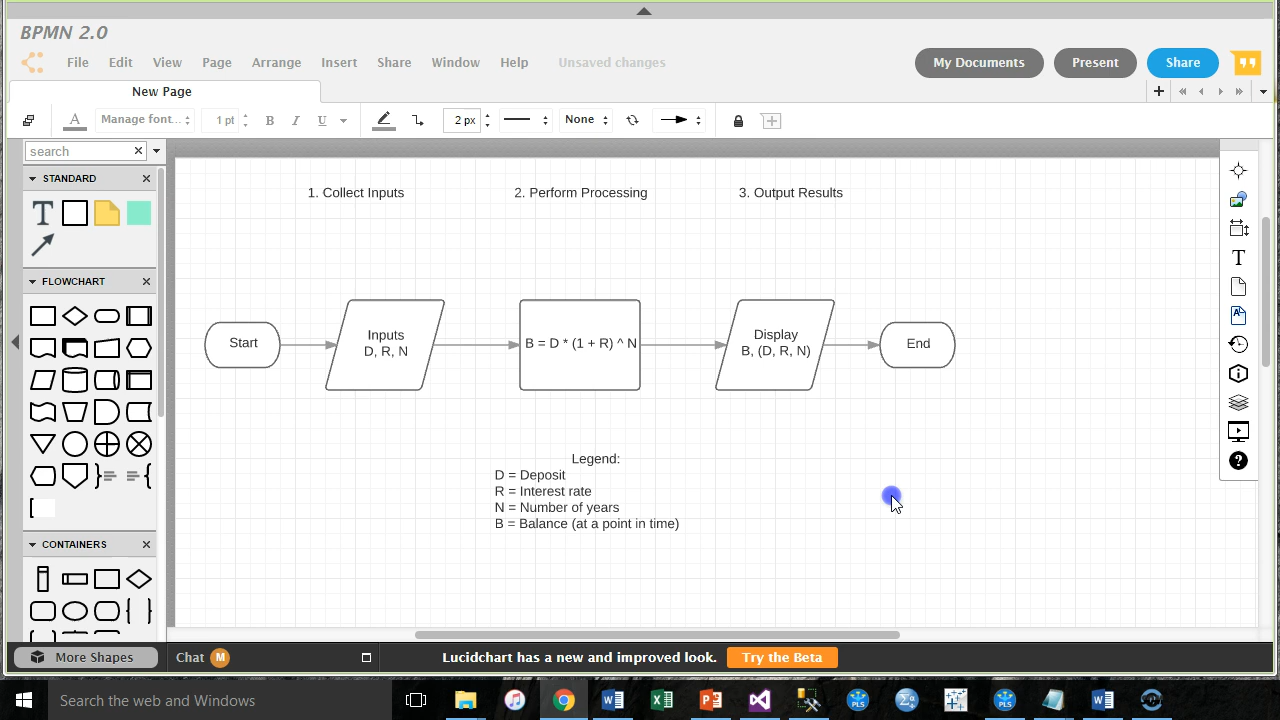 BPMN 2.0
File Edit View Page Arrange Insert Share Window Help Unsaved changes
My Documents Present Share
New Page
Manage font... 1 pt B I U 2 px None
search
STANDARD
T
FLOWCHART
CONTAINERS
1. Collect Inputs 2. Perform Processing 3. Output Results
Start
Inputs
D, R, N
B = D * (1 + R) ^ N
Display
B, (D, R, N)
End
Legend:
D = Deposit
R = Interest rate
N = Number of years
B = Balance (at a point in time)
More Shapes
Chat M
Lucidchart has a new and improved look. Try the Beta
Search the web and Windows